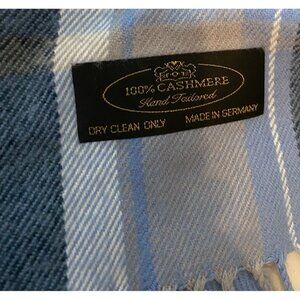 100% CASHMERE
Hand Tailored
DRY CLEAN ONLY MADE IN GERMANY